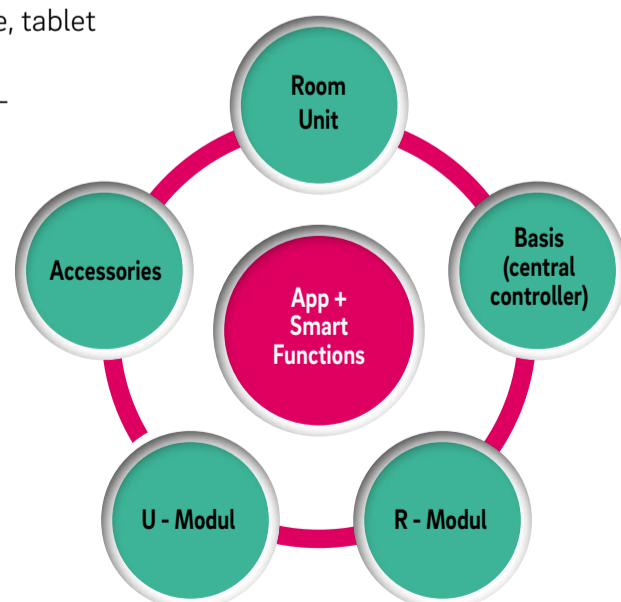 e, tablet
Room
Unit
Basis
(central
controller)
Accessories
App +
Smart
Functions
U - Modul
R - Modul